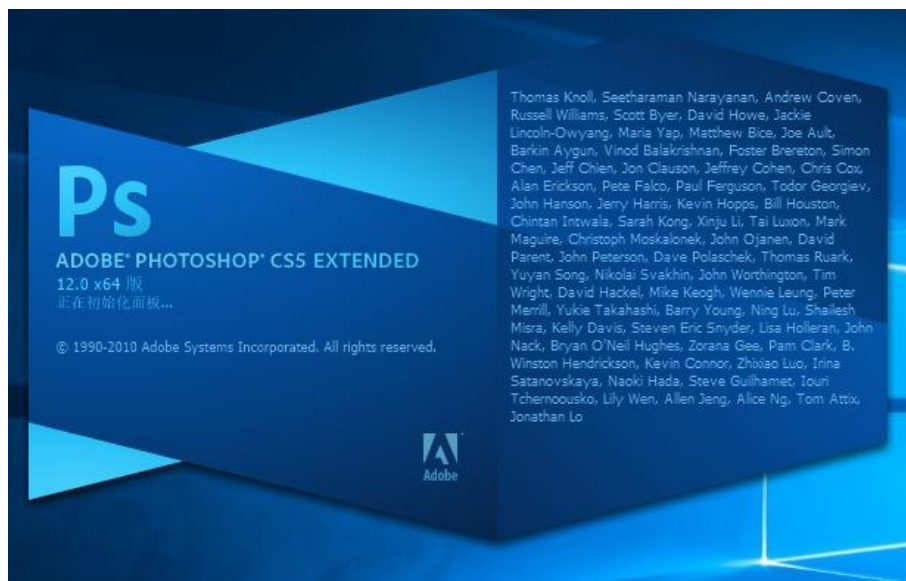 Ps
ADOBE® PHOTOSHOP® CS5 EXTENDED
12.0 x64 版
正在初始化面板...
© 1990-2010 Adobe Systems Incorporated. All rights reserved.
Adobe
Thomas Knoll, Seetharaman Narayanan, Andrew Coven,
Russell Williams, Scott Byer, David Howe, Jackie
Lincoln-Owyang, Maria Yap, Matthew Bice, Joe Ault,
Barkin Aygun, Vinod Balakrishnan, Foster Brereton, Simon
Chen, Jeff Chien, Jon Clauson, Jeffrey Cohen, Chris Cox,
Alan Erickson, Pete Falco, Paul Ferguson, Todor Georgiev,
John Hanson, Jerry Harris, Kevin Hopps, Bill Houston,
Chintan Intwala, Sarah Kong, Xinju Li, Tai Luxon, Mark
Maguire, Christoph Moskalonek, John Ojanen, David
Parent, John Peterson, Dave Polaschek, Thomas Ruark,
Yuyan Song, Nikolai Svakhin, John Worthington, Tim
Wright, David Hackel, Mike Keogh, Wennie Leung, Peter
Merrill, Yukie Takahashi, Barry Young, Ning Lu, Shailesh
Misra, Kelly Davis, Steven Eric Snyder, Lisa Holleran, John
Nack, Bryan O'Neil Hughes, Zorana Gee, Pam Clark, B.
Winston Hendrickson, Kevin Connor, Zhixiao Luo, Irina
Satanovskaya, Naoki Hada, Steve Guilhamet, Iouri
Tchernoousko, Lily Wen, Allen Jeng, Alice Ng, Tom Attix,
Jonathan Lo